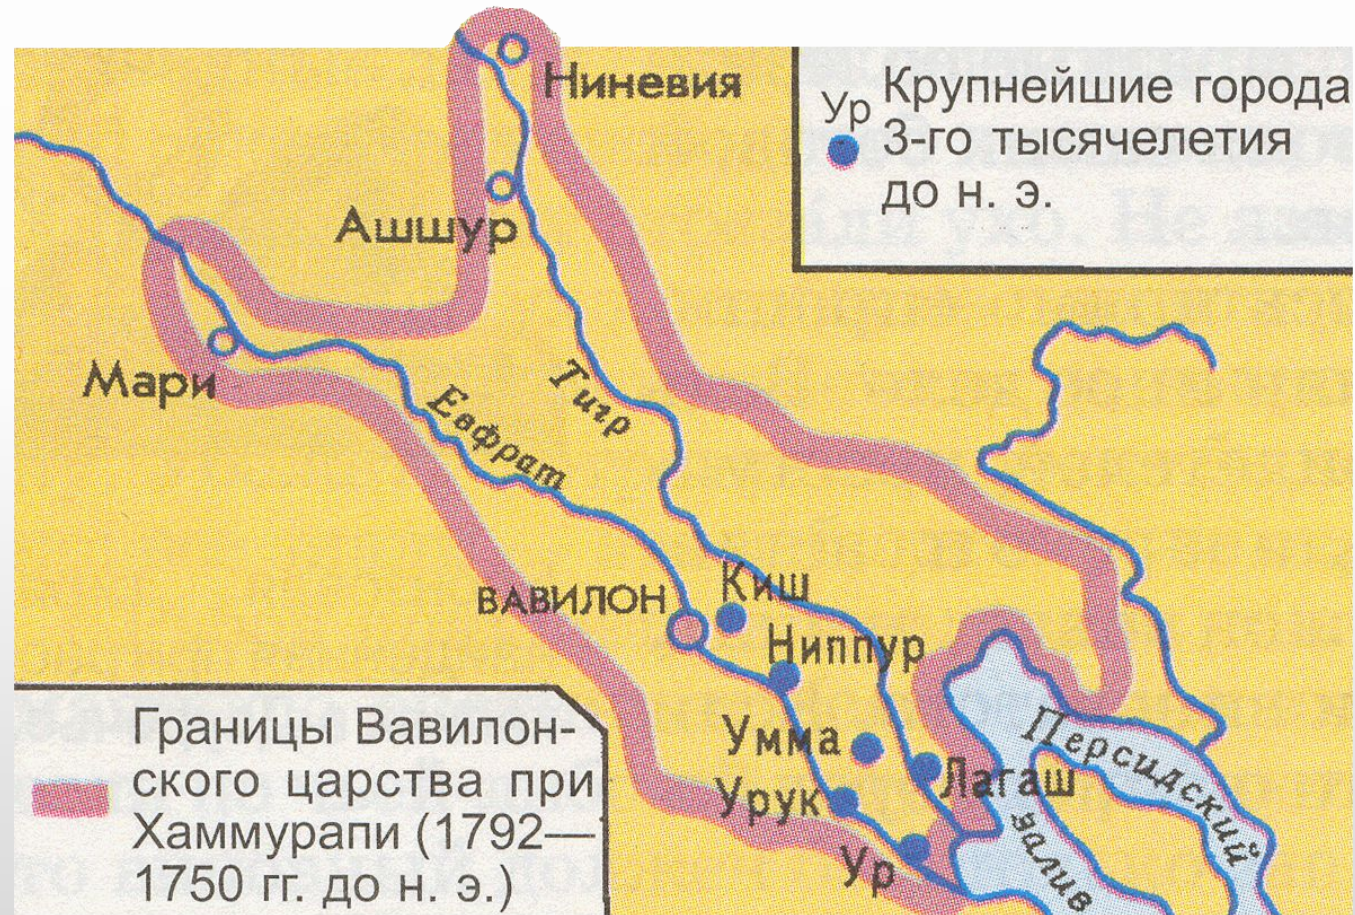 Ниневия
Ур
Крупнейшие города
3-го тысячелетия
до н. э.
Ашшур
Мари
Тигр
Евфрат
Киш
ВАВИЛОН
Ниппур
Умма
Лагаш
Урук
Ур
Персидский
залив
Границы Вавилон-
ского царства при
Хаммурапи (1792—
1750 гг. до н. э.)